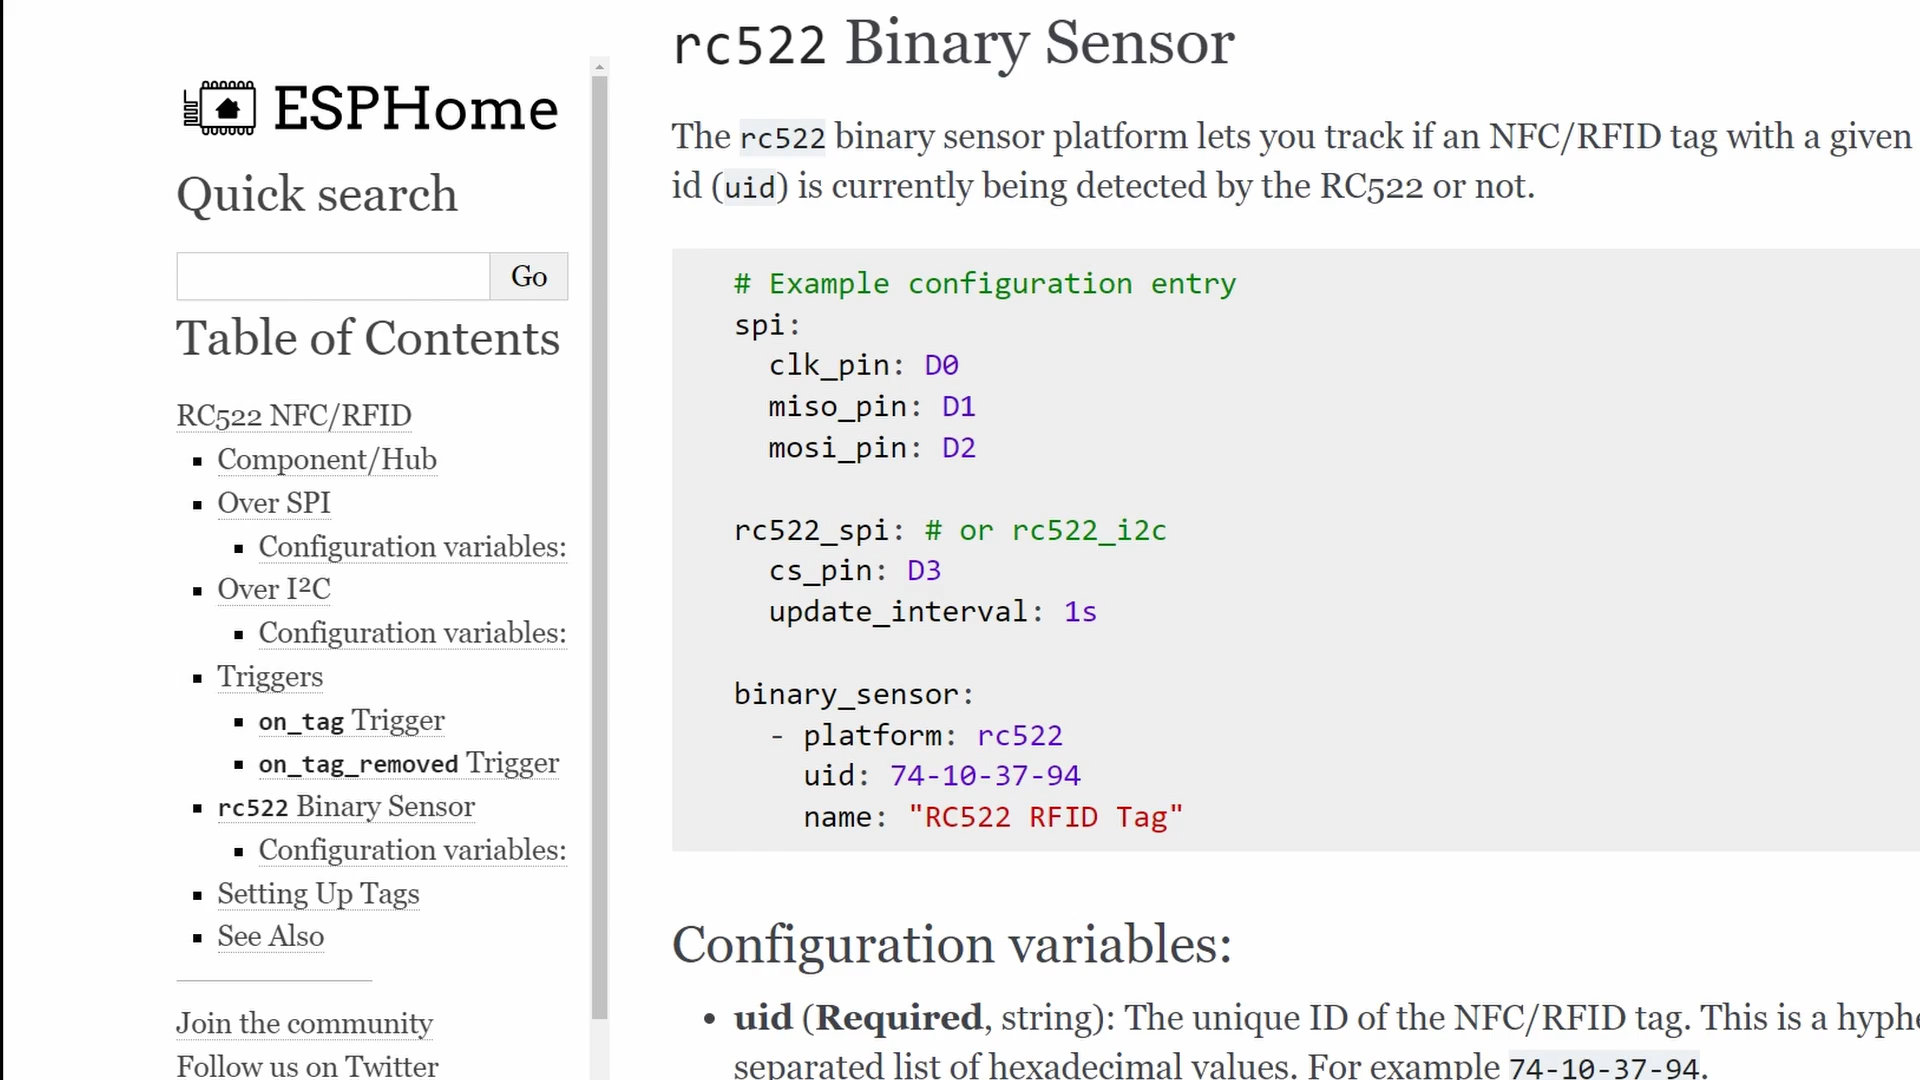 ESPHome
Quick search
Go
Table of Contents
RC522 NFC/RFID
Component/Hub
Over SPI
Configuration variables:
Over I²C
Configuration variables:
Triggers
on_tag Trigger
on_tag_removed Trigger
rc522 Binary Sensor
Configuration variables:
Setting Up Tags
See Also
Join the community
Follow us on Twitter
rc522 Binary Sensor
The rc522 binary sensor platform lets you track if an NFC/RFID tag with a given
id (uid) is currently being detected by the RC522 or not.
# Example configuration entry
spi:
  clk_pin: D0
  miso_pin: D1
  mosi_pin: D2
rc522_spi: # or rc522_i2c
  cs_pin: D3
  update_interval: 1s
binary_sensor:
  - platform: rc522
    uid: 74-10-37-94
    name: "RC522 RFID Tag"
Configuration variables:
• uid (Required, string): The unique ID of the NFC/RFID tag. This is a hyphe
separated list of hexadecimal values. For example 74-10-37-94.